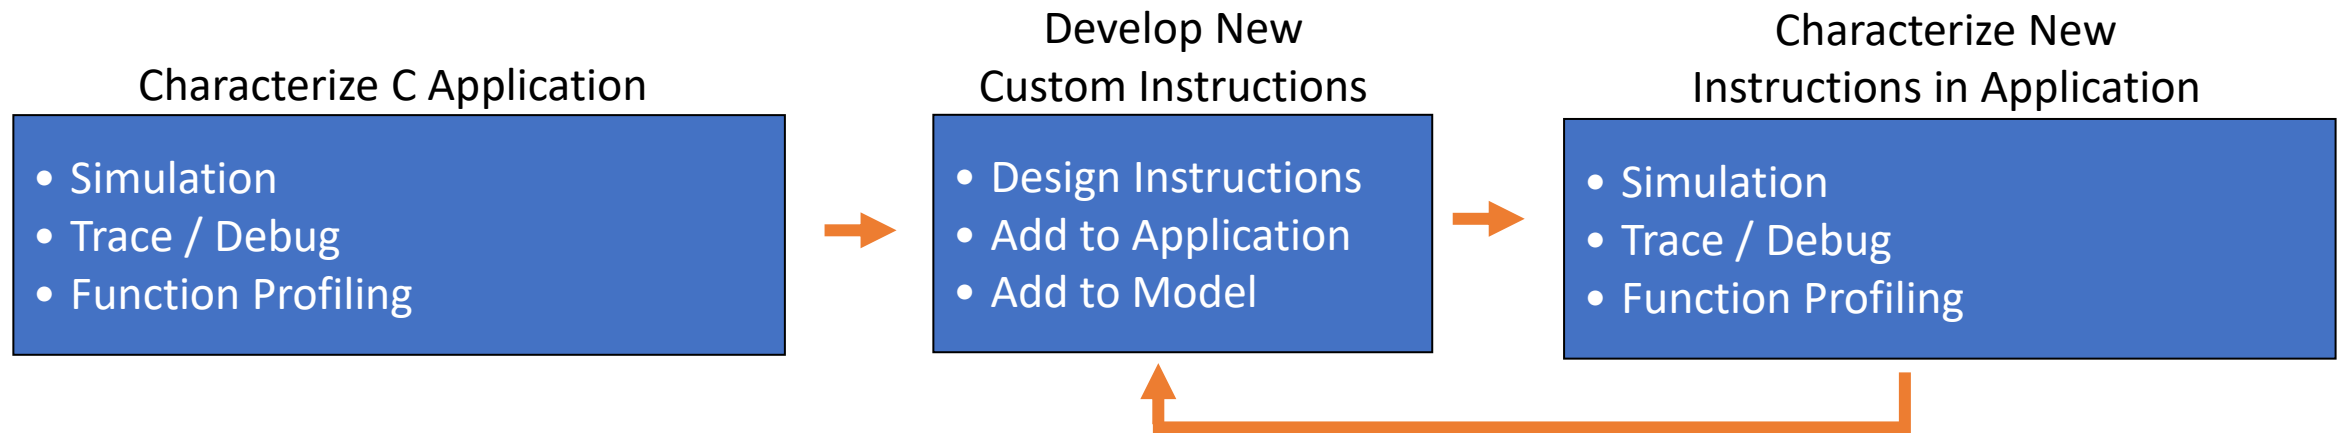 Characterize C Application
• Simulation
• Trace / Debug
• Function Profiling
Develop New
Custom Instructions
• Design Instructions
• Add to Application
• Add to Model
Characterize New
Instructions in Application
• Simulation
• Trace / Debug
• Function Profiling